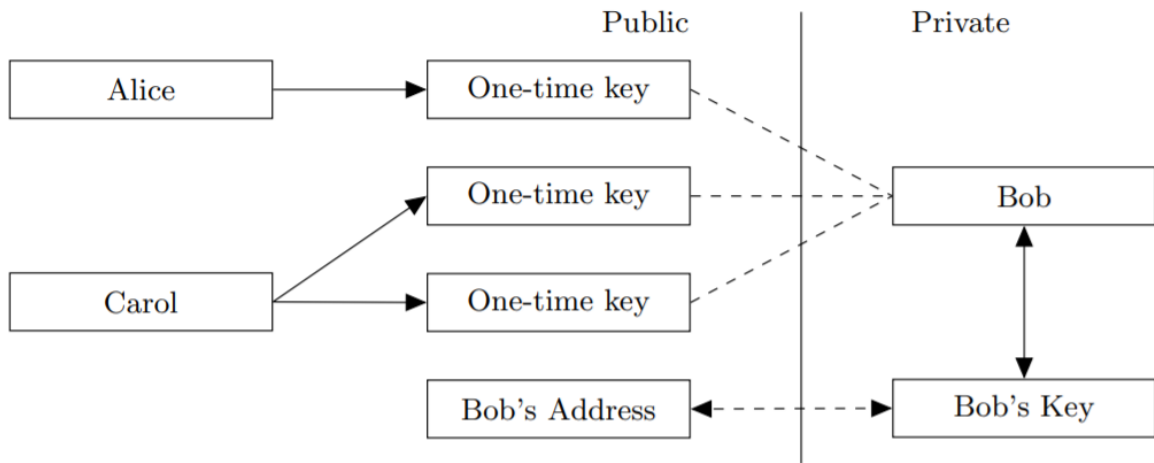 Public
Private
Alice
One-time key
One-time key
Bob
Carol
One-time key
Bob's Address
Bob's Key